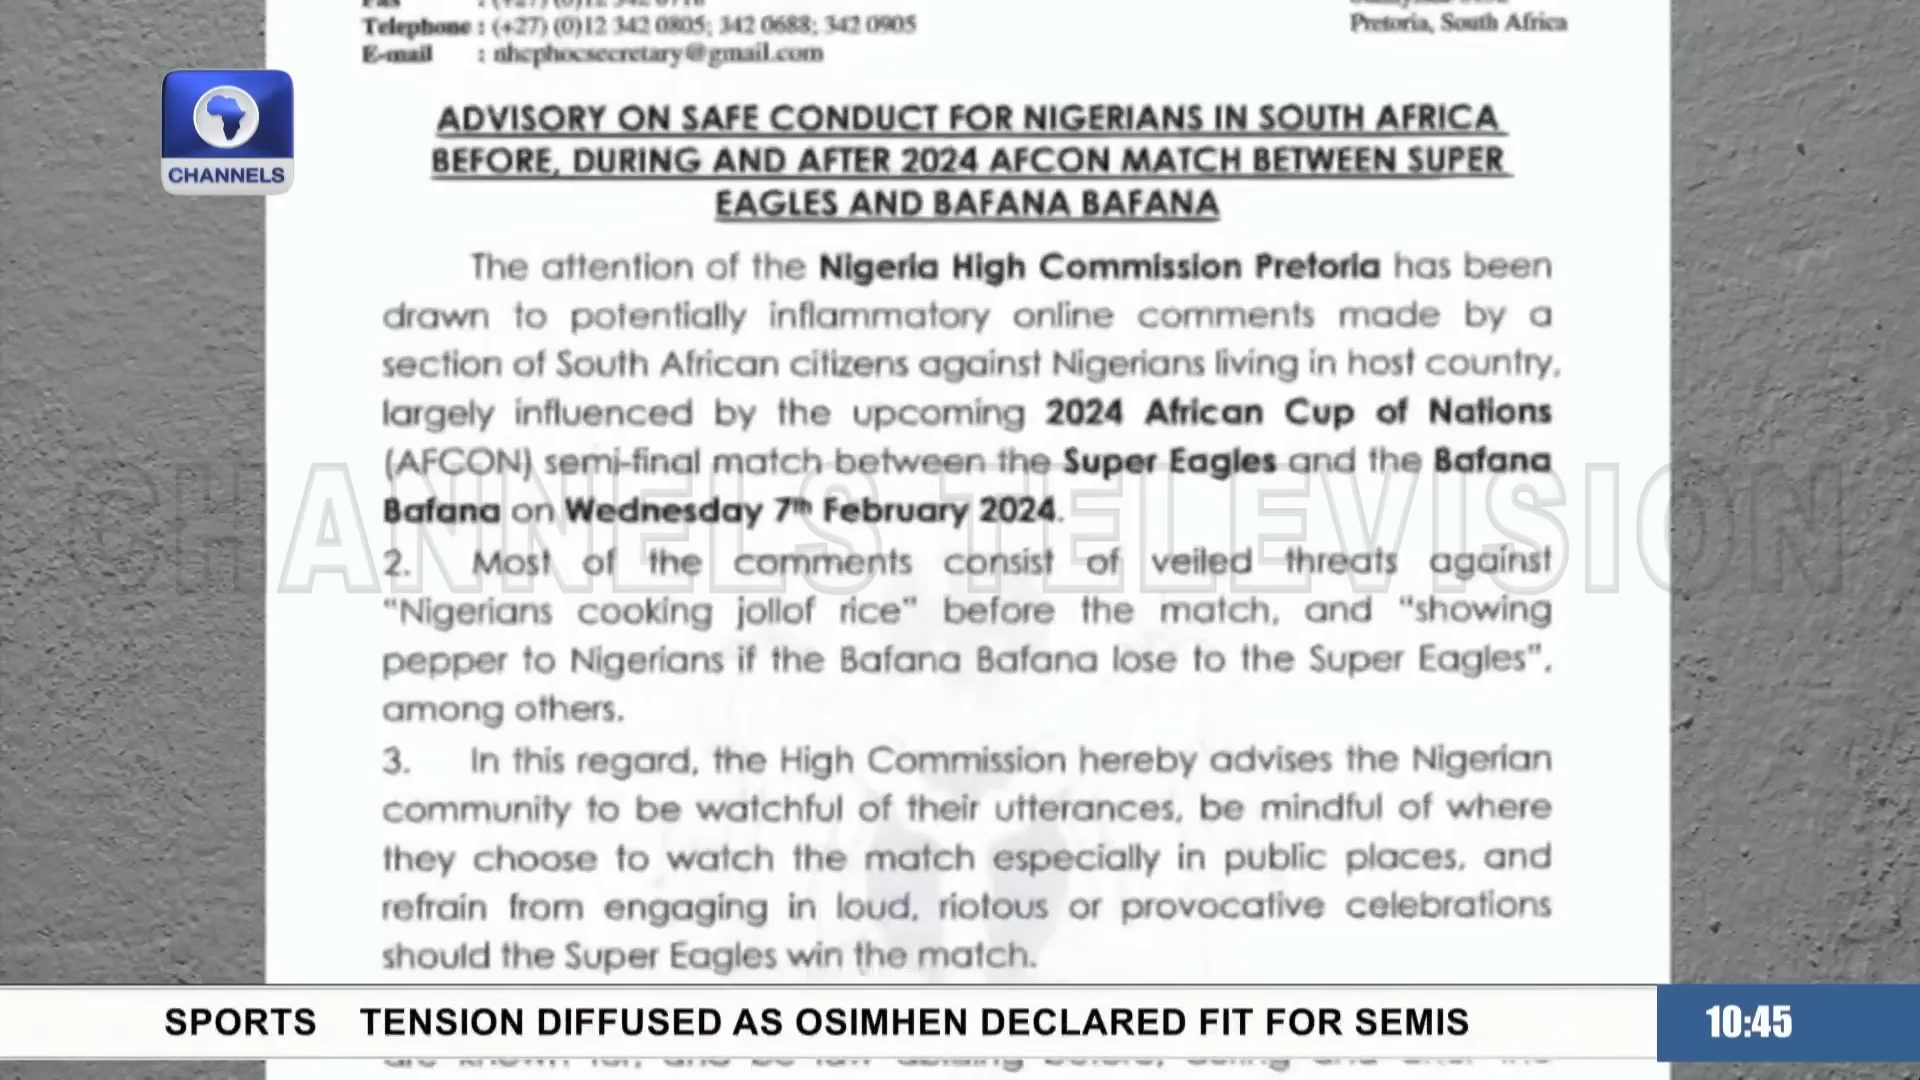 Telephone : (+27) (0)12 342 0805; 342 0688; 342 0905
Pretoria, South Africa
E-mail : nhcphocsecretary@gmail.com
CHANNELS
ADVISORY ON SAFE CONDUCT FOR NIGERIANS IN SOUTH AFRICA
BEFORE, DURING AND AFTER 2024 AFCON MATCH BETWEEN SUPER
EAGLES AND BAFANA BAFANA
The attention of the Nigeria High Commission Pretoria has been
drawn to potentially inflammatory online comments made by a
section of South African citizens against Nigerians living in host country,
largely influenced by the upcoming 2024 African Cup of Nations
(AFCON) semi-final match between the Super Eagles and the Bafana
Bafana on Wednesday 7th February 2024.
CHANNELS TELEVISION
2. Most of the comments consist of veiled threats against
“Nigerians cooking jollof rice” before the match, and “showing
pepper to Nigerians if the Bafana Bafana lose to the Super Eagles”,
among others.
3. In this regard, the High Commission hereby advises the Nigerian
community to be watchful of their utterances, be mindful of where
they choose to watch the match especially in public places, and
refrain from engaging in loud, riotous or provocative celebrations
should the Super Eagles win the match.
SPORTS TENSION DIFFUSED AS OSIMHEN DECLARED FIT FOR SEMIS
10:45